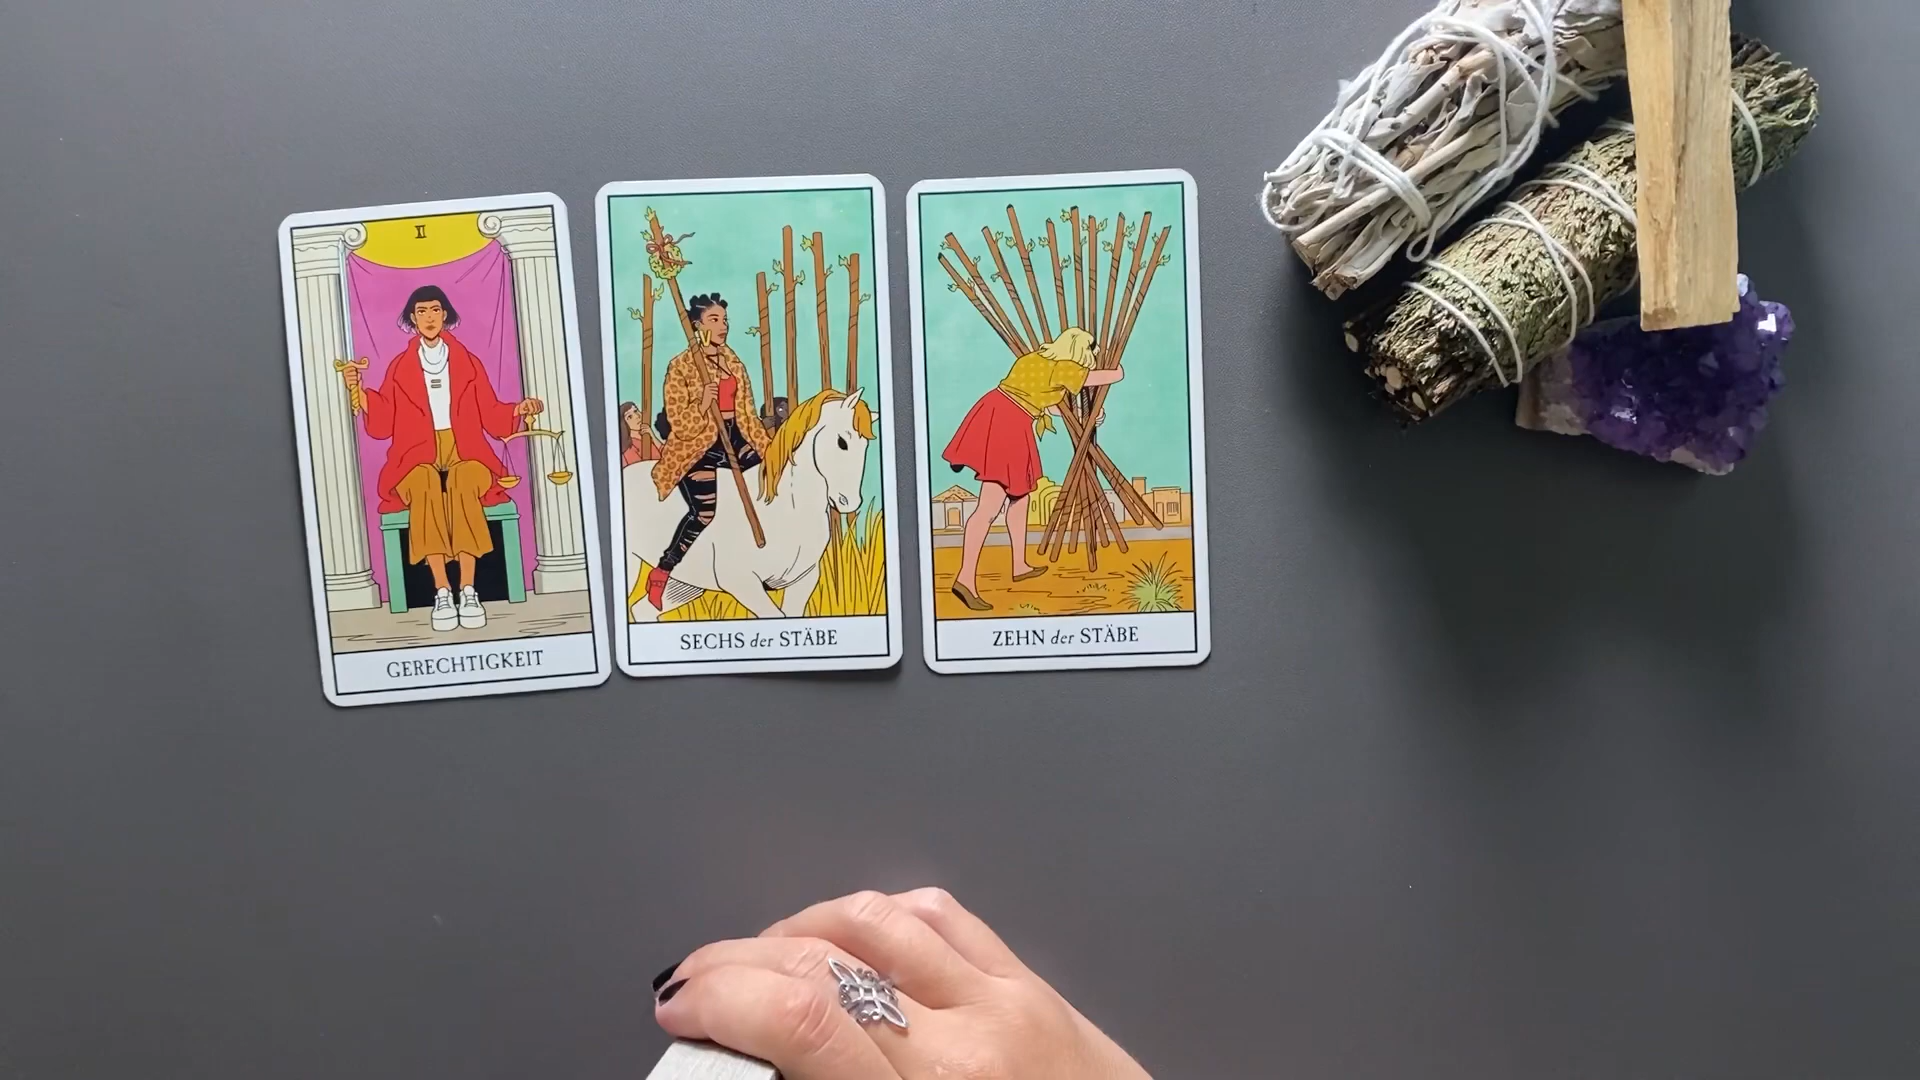 II
GERECHTIGKEIT
SECHS der STÄBE
ZEHN der STÄBE